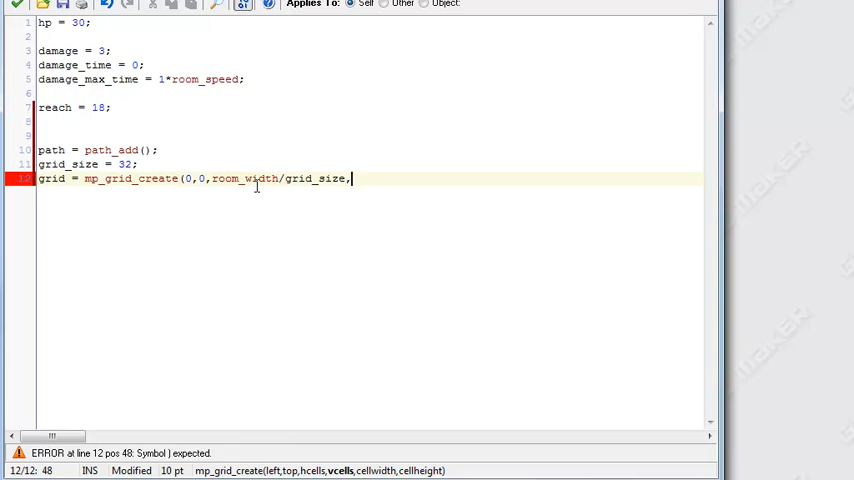 Applies To: Self Other Object:
1 hp = 30;
2
3 damage = 3;
4 damage_time = 0;
5 damage_max_time = 1*room_speed;
6
7 reach = 18;
8
9
10 path = path_add();
11 grid_size = 32;
12 grid = mp_grid_create(0,0,room_width/grid_size,
ERROR at line 12 pos 48: Symbol ) expected.
12/12: 48 INS Modified 10 pt mp_grid_create(left,top,hcells,vcells,cellwidth,cellheight)
MAKER